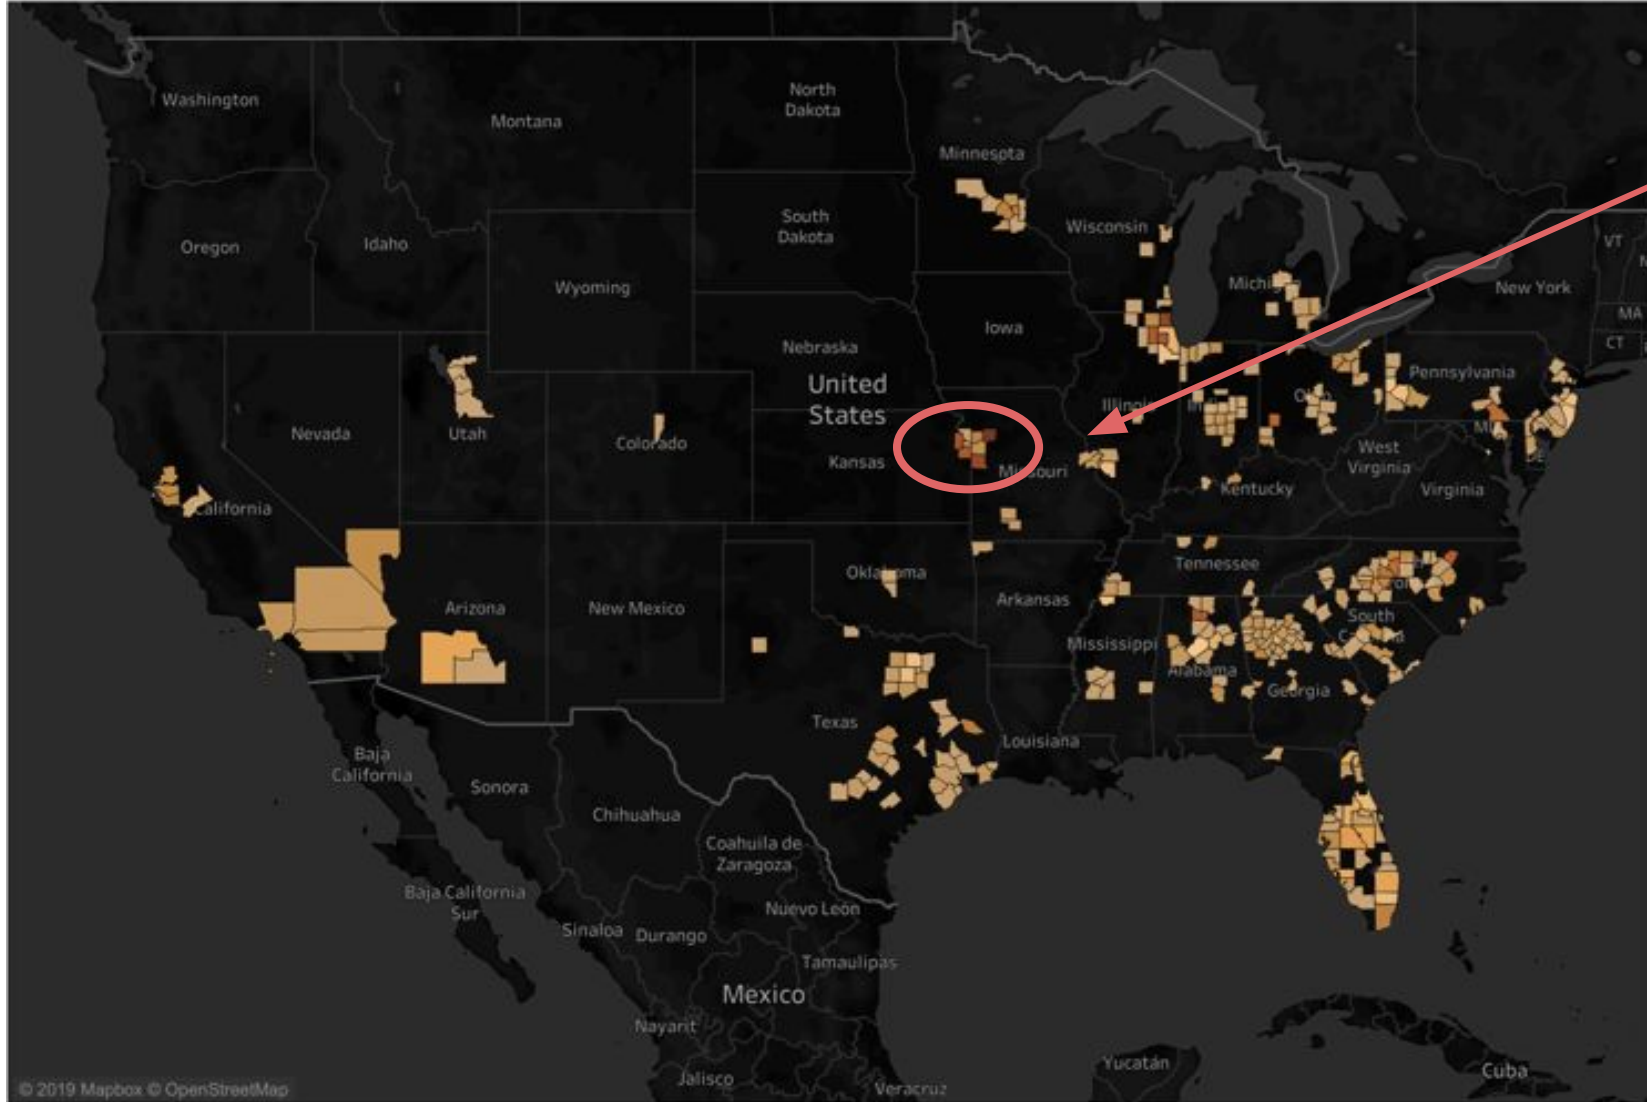 Washington
Montana
North
Dakota
Minnesota
Oregon
Idaho
South
Dakota
Wisconsin
VT
Wyoming
Michig
New York
MA
CT
Iowa
Nebraska
United
States
Pennsylvania
Nevada
Utah
Colorado
Kansas
Missouri
Illinois
West
Virginia
Virginia
California
Kentucky
Oklahoma
Tennessee
Arizona
New Mexico
Arkansas
South
Mississippi
Alabama
Georgia
Texas
Louisiana
Baja
California
Sonora
Chihuahua
Coahuila de
Zaragoza
Baja California
Sur
Nuevo León
Sinaloa
Durango
Tamaulipas
Mexico
Nayarit
Jalisco
Veracruz
Yucatán
Cuba
© 2019 Mapbox © OpenStreetMap